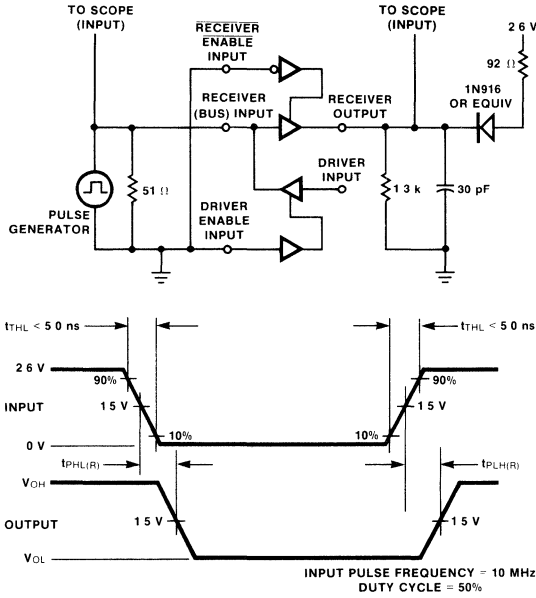 TO SCOPE
(INPUT)
RECEIVER
ENABLE
INPUT
TO SCOPE
(INPUT)
2 6 V
92 Ω
1N916
OR EQUIV
RECEIVER
(BUS) INPUT
RECEIVER
OUTPUT
DRIVER
INPUT
51 Ω
1 3 k
30 pF
PULSE
GENERATOR
DRIVER
ENABLE
INPUT
tTHL < 5 0 ns
tTHL < 5 0 ns
2 6 V
90%
90%
INPUT
1 5 V
1 5 V
10%
10%
0 V
tPHL(R)
tPLH(R)
VOH
OUTPUT
1 5 V
1 5 V
VOL
INPUT PULSE FREQUENCY = 10 MHz
DUTY CYCLE = 50%